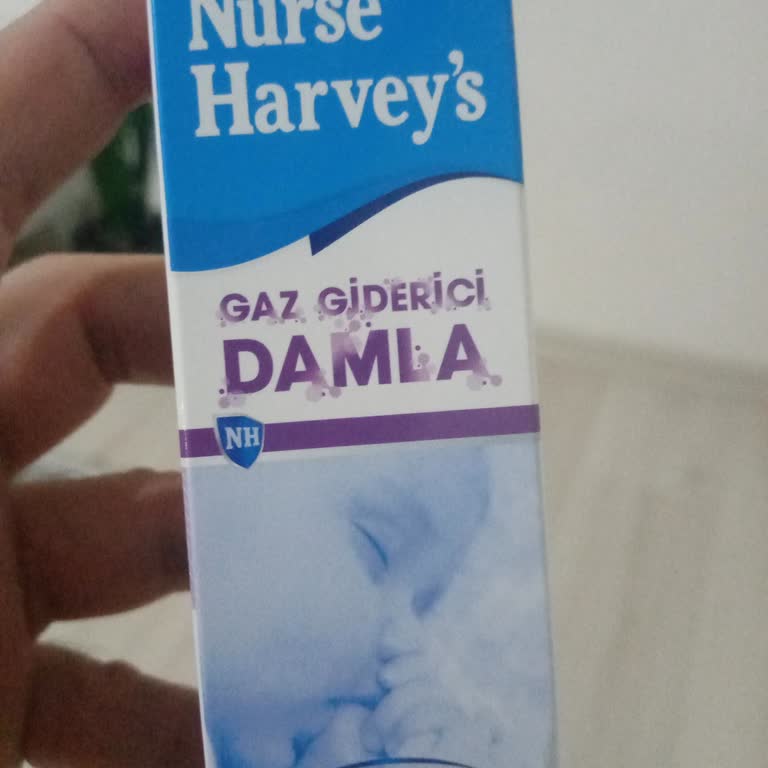 Nurse
Harvey's
GAZ GİDERİCİ
DAMLA
NH